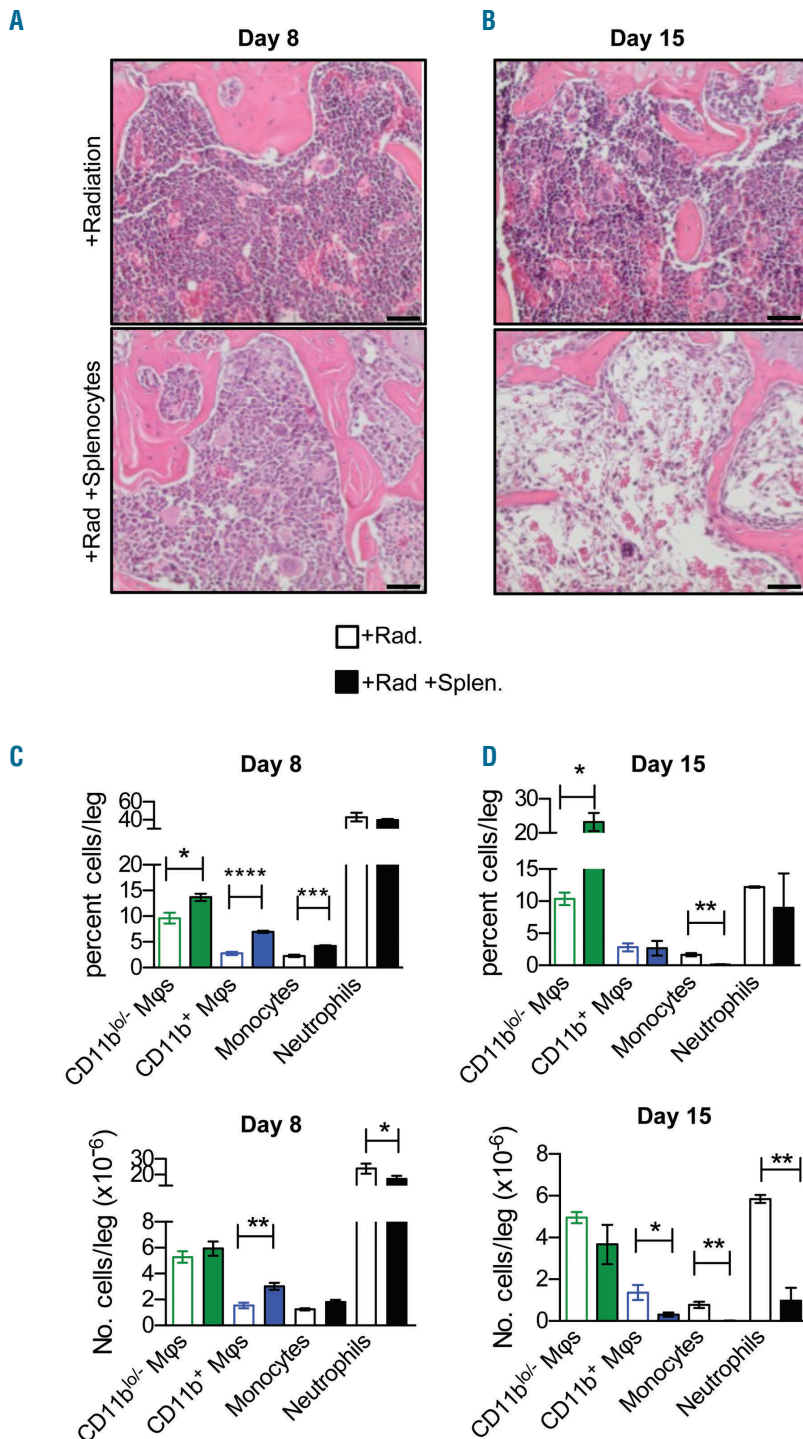 A
Day 8
B
Day 15
+Radiation
+Rad +Splenocytes
+Rad.
+Rad +Splen.
C
Day 8
percent cells/leg
60
40
20
15
10
5
0
*
****
***
CD11b^lo/- Mφs
CD11b^+ Mφs
Monocytes
Neutrophils
D
Day 15
percent cells/leg
30
20
15
10
5
0
*
**
CD11b^lo/- Mφs
CD11b^+ Mφs
Monocytes
Neutrophils
Day 8
No. cells/leg (x10^-6)
30
20
8
6
4
2
0
**
*
CD11b^lo/- Mφs
CD11b^+ Mφs
Monocytes
Neutrophils
Day 15
No. cells/leg (x10^-6)
8
6
4
2
0
*
**
**
CD11b^lo/- Mφs
CD11b^+ Mφs
Monocytes
Neutrophils